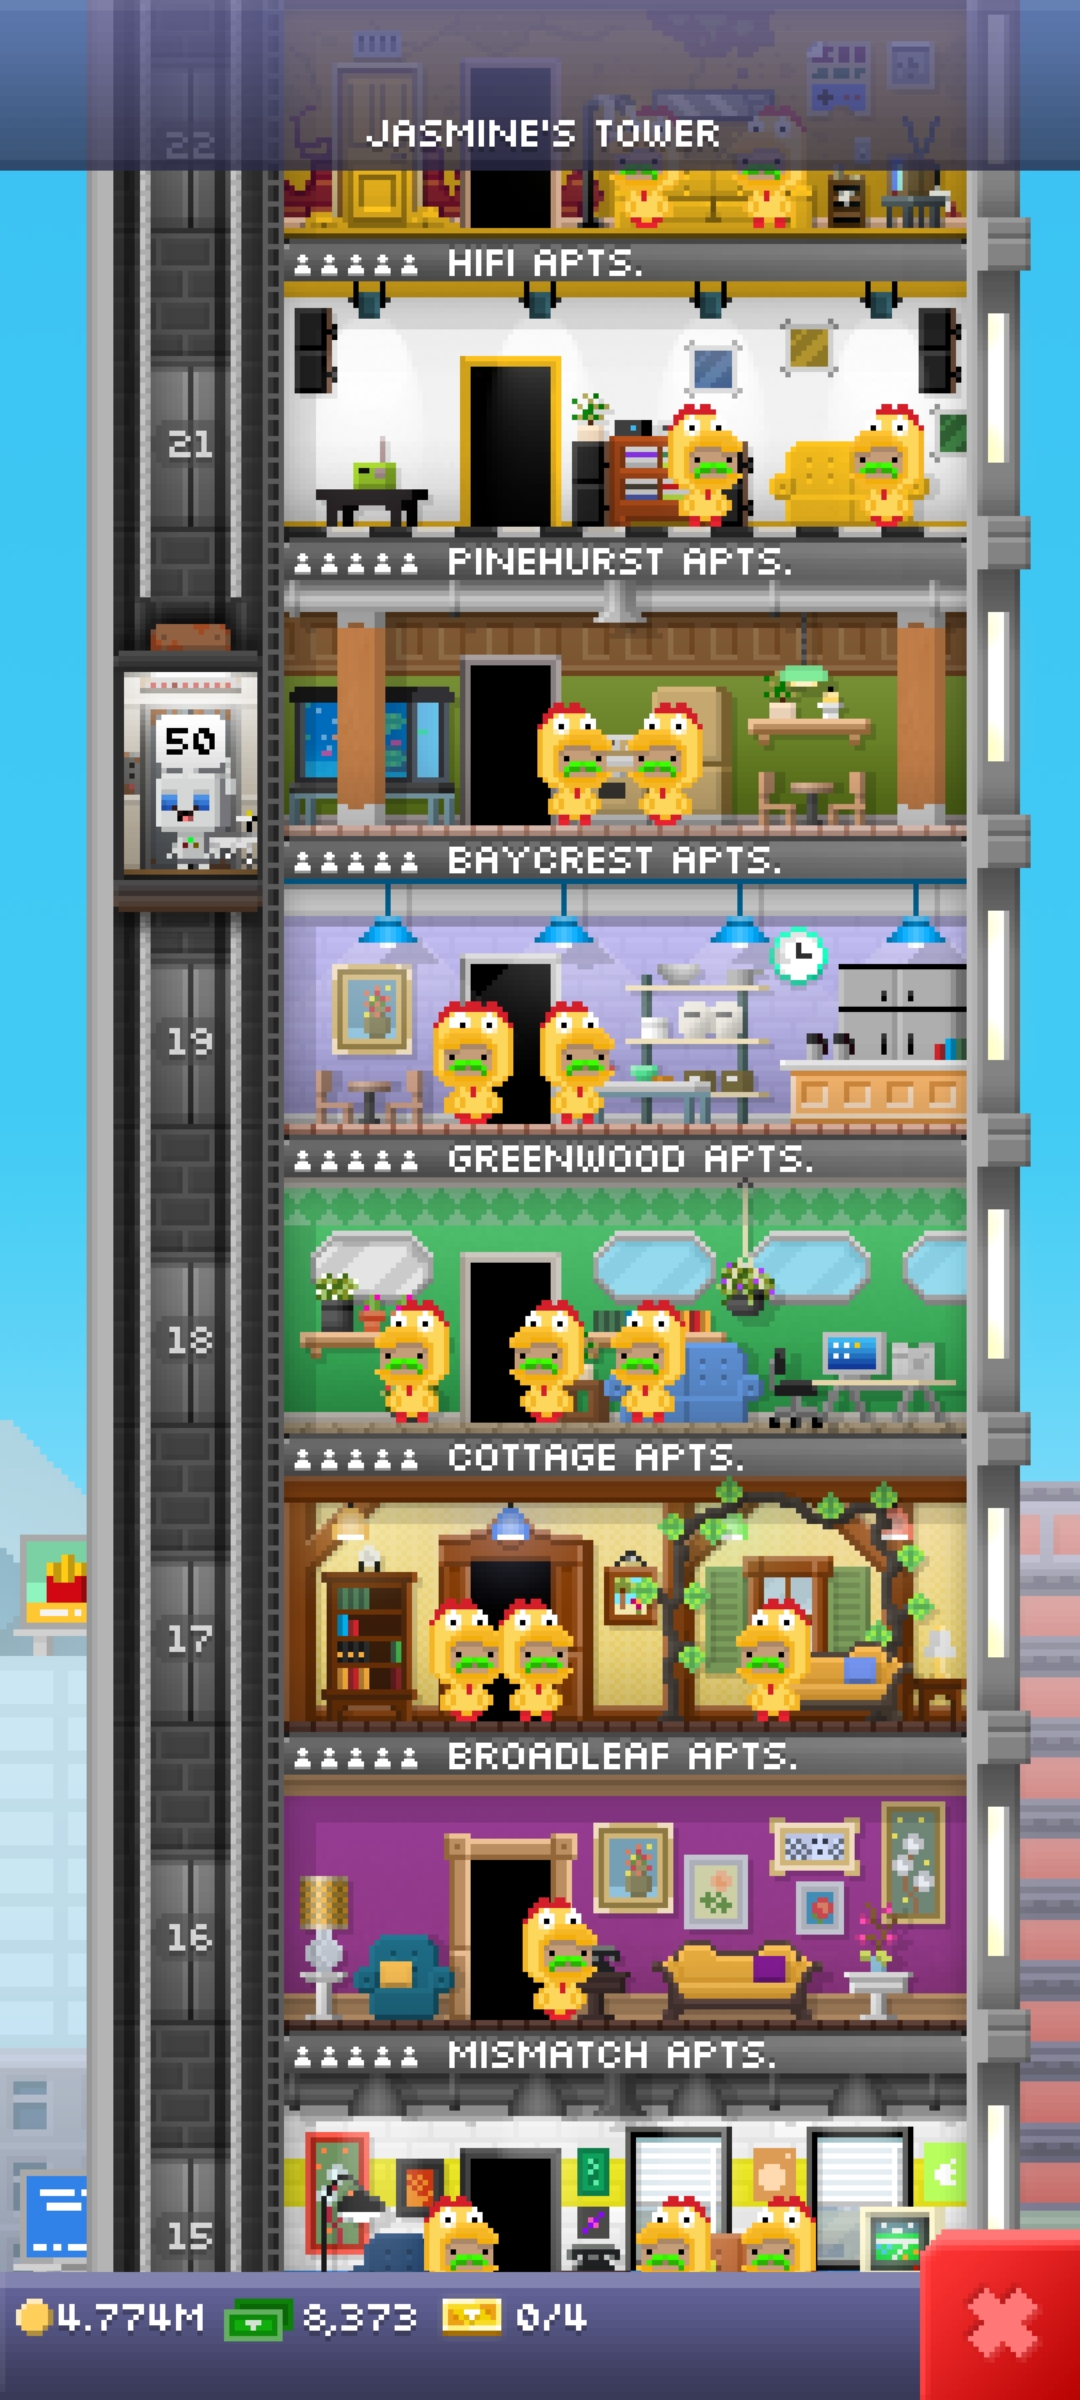 22
JASMINE'S TOWER
HIFI APTS.
21
PINEHURST APTS.
50
BAYCREST APTS.
19
GREENWOOD APTS.
18
COTTAGE APTS.
17
BROADLEAF APTS.
16
MISMATCH APTS.
15
4.774M 8,373 0/4